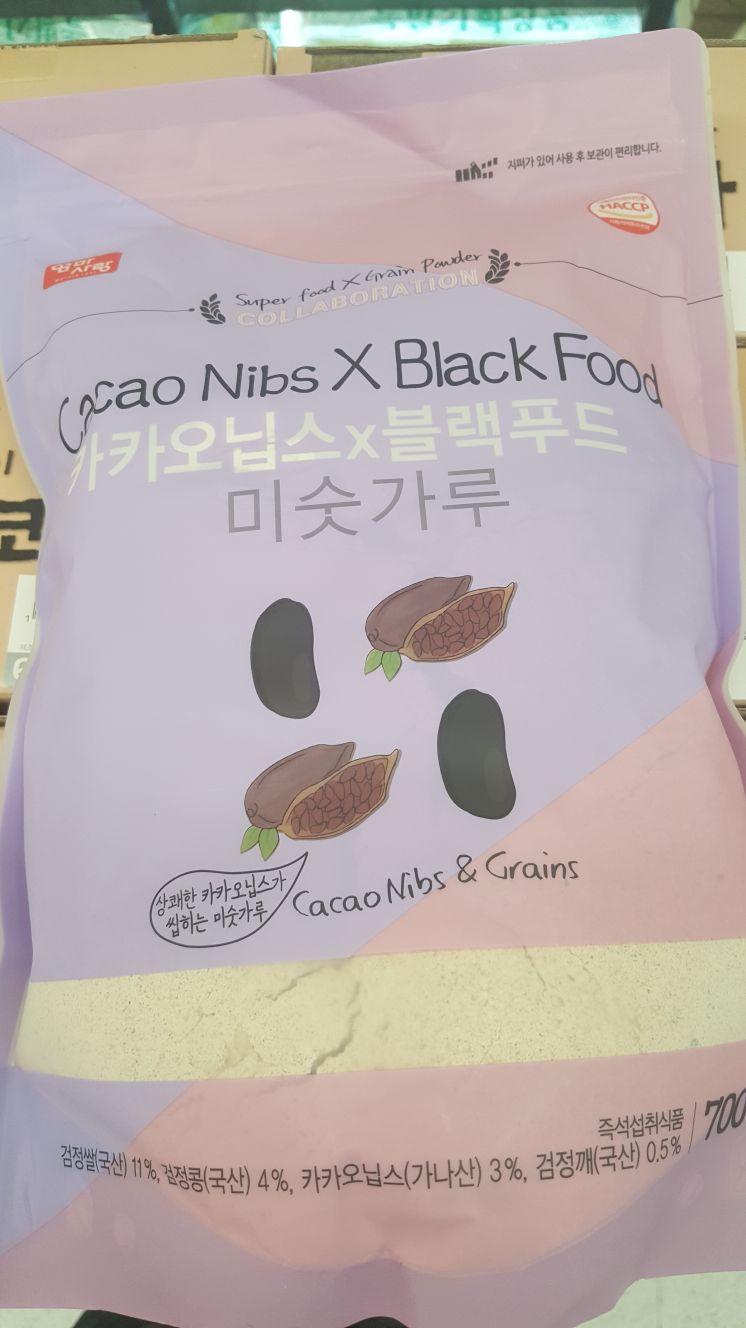 지퍼가 있어 사용 후 보관이 편리합니다.
HACCP
엄마사랑
Super food X Grain Powder
COLLABORATION
Cacao Nibs X Black Food
카카오닙스x블랙푸드
미숫가루
상쾌한 카카오닙스가
씹히는 미숫가루
Cacao Nibs & Grains
즉석섭취식품
700
검정쌀(국산) 11%, 검정콩(국산) 4%, 카카오닙스(가나산) 3%, 검정깨(국산) 0.5%